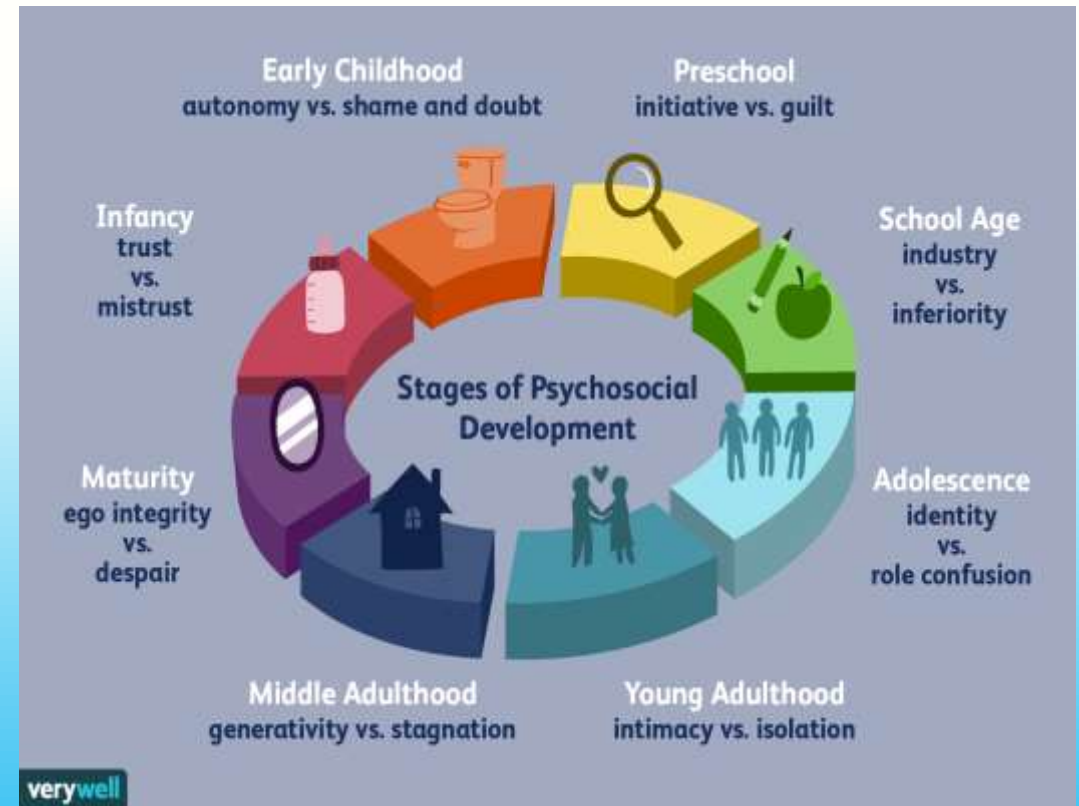 Early Childhood
autonomy vs. shame and doubt
Preschool
initiative vs. guilt
Infancy
trust
vs.
mistrust
School Age
industry
vs.
inferiority
Stages of Psychosocial
Development
Maturity
ego integrity
vs.
despair
Adolescence
identity
vs.
role confusion
Middle Adulthood
generativity vs. stagnation
Young Adulthood
intimacy vs. isolation
verywell